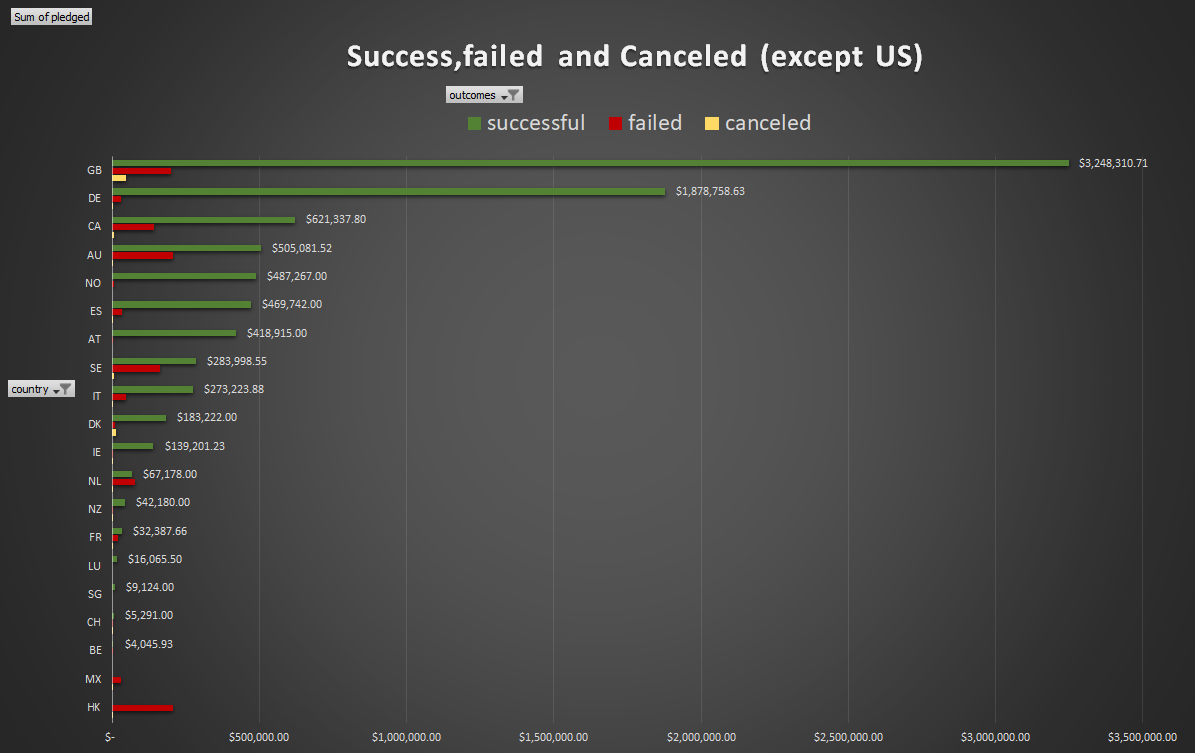 Sum of pledged
Success,failed and Canceled (except US)
outcomes
successful failed canceled
GB $3,248,310.71
DE $1,878,758.63
CA $621,337.80
AU $505,081.52
NO $487,267.00
ES $469,742.00
AT $418,915.00
SE $283,998.55
country
IT $273,223.88
DK $183,222.00
IE $139,201.23
NL $67,178.00
NZ $42,180.00
FR $32,387.66
LU $16,065.50
SG $9,124.00
CH $5,291.00
BE $4,045.93
MX
HK
$- $500,000.00 $1,000,000.00 $1,500,000.00 $2,000,000.00 $2,500,000.00 $3,000,000.00 $3,500,000.00